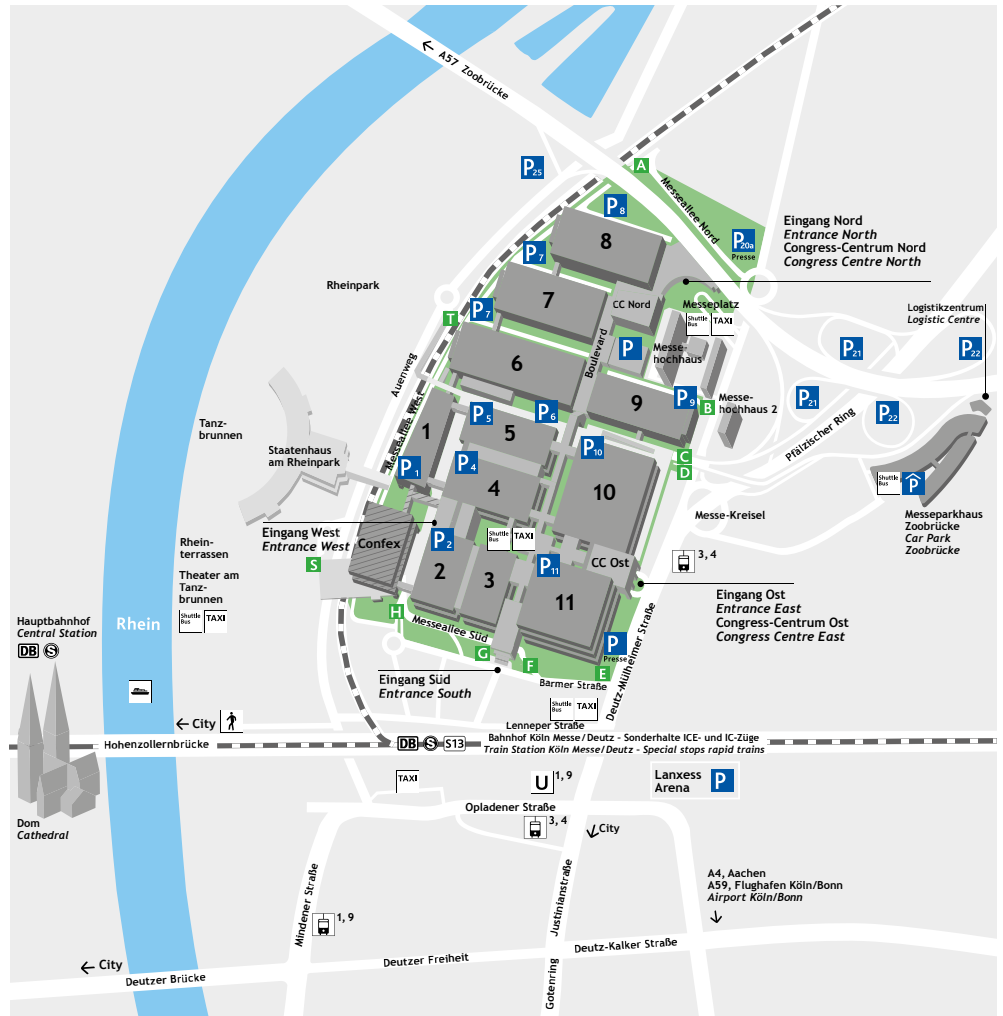 ← A57 Zoobrücke
P25
A
Messeallee Nord
P8
P20a
Presse
Eingang Nord
Entrance North
Congress-Centrum Nord
Congress Centre North
8
P7
Rheinpark
7
CC Nord
Messeplatz
Shuttle Bus
TAXI
Logistikzentrum
Logistic Centre
T
P7
Boulevard
P
Messe-
hochhaus
P21
P22
6
Auenweg
Messeallee West
9
P9
B
Messe-
hochhaus 2
P21
P22
Pfälzischer Ring
Tanz-
brunnen
1
P5
P6
5
P10
C
D
Staatenhaus
am Rheinpark
P1
P4
4
10
Shuttle Bus
P
Messeparkhaus
Zoobrücke
Car Park
Zoobrücke
Messe-Kreisel
Eingang West
Entrance West
Confex
P2
Shuttle Bus
TAXI
3, 4
Rhein-
terrassen
S
2
3
P11
CC Ost
Theater am
Tanz-
brunnen
Shuttle Bus
TAXI
11
Eingang Ost
Entrance East
Congress-Centrum Ost
Congress Centre East
Hauptbahnhof
Central Station
DB
S
Rhein
H
Messeallee Süd
P
Presse
Deutz-Mülheimer Straße
G
F
E
Eingang Süd
Entrance South
Barmer Straße
Shuttle Bus
TAXI
← City
Lenneper Straße
Hohenzollernbrücke
DB
S
S13
Bahnhof Köln Messe/Deutz - Sonderhalte ICE- und IC-Züge
Train Station Köln Messe/Deutz - Special stops rapid trains
TAXI
U
1, 9
Lanxess
Arena
P
Opladener Straße
3, 4
City
Dom
Cathedral
Mindener Straße
1, 9
Justinianstraße
A4, Aachen
A59, Flughafen Köln/Bonn
Airport Köln/Bonn
Deutz-Kalker Straße
Deutzer Freiheit
← City
Deutzer Brücke
Gotenring